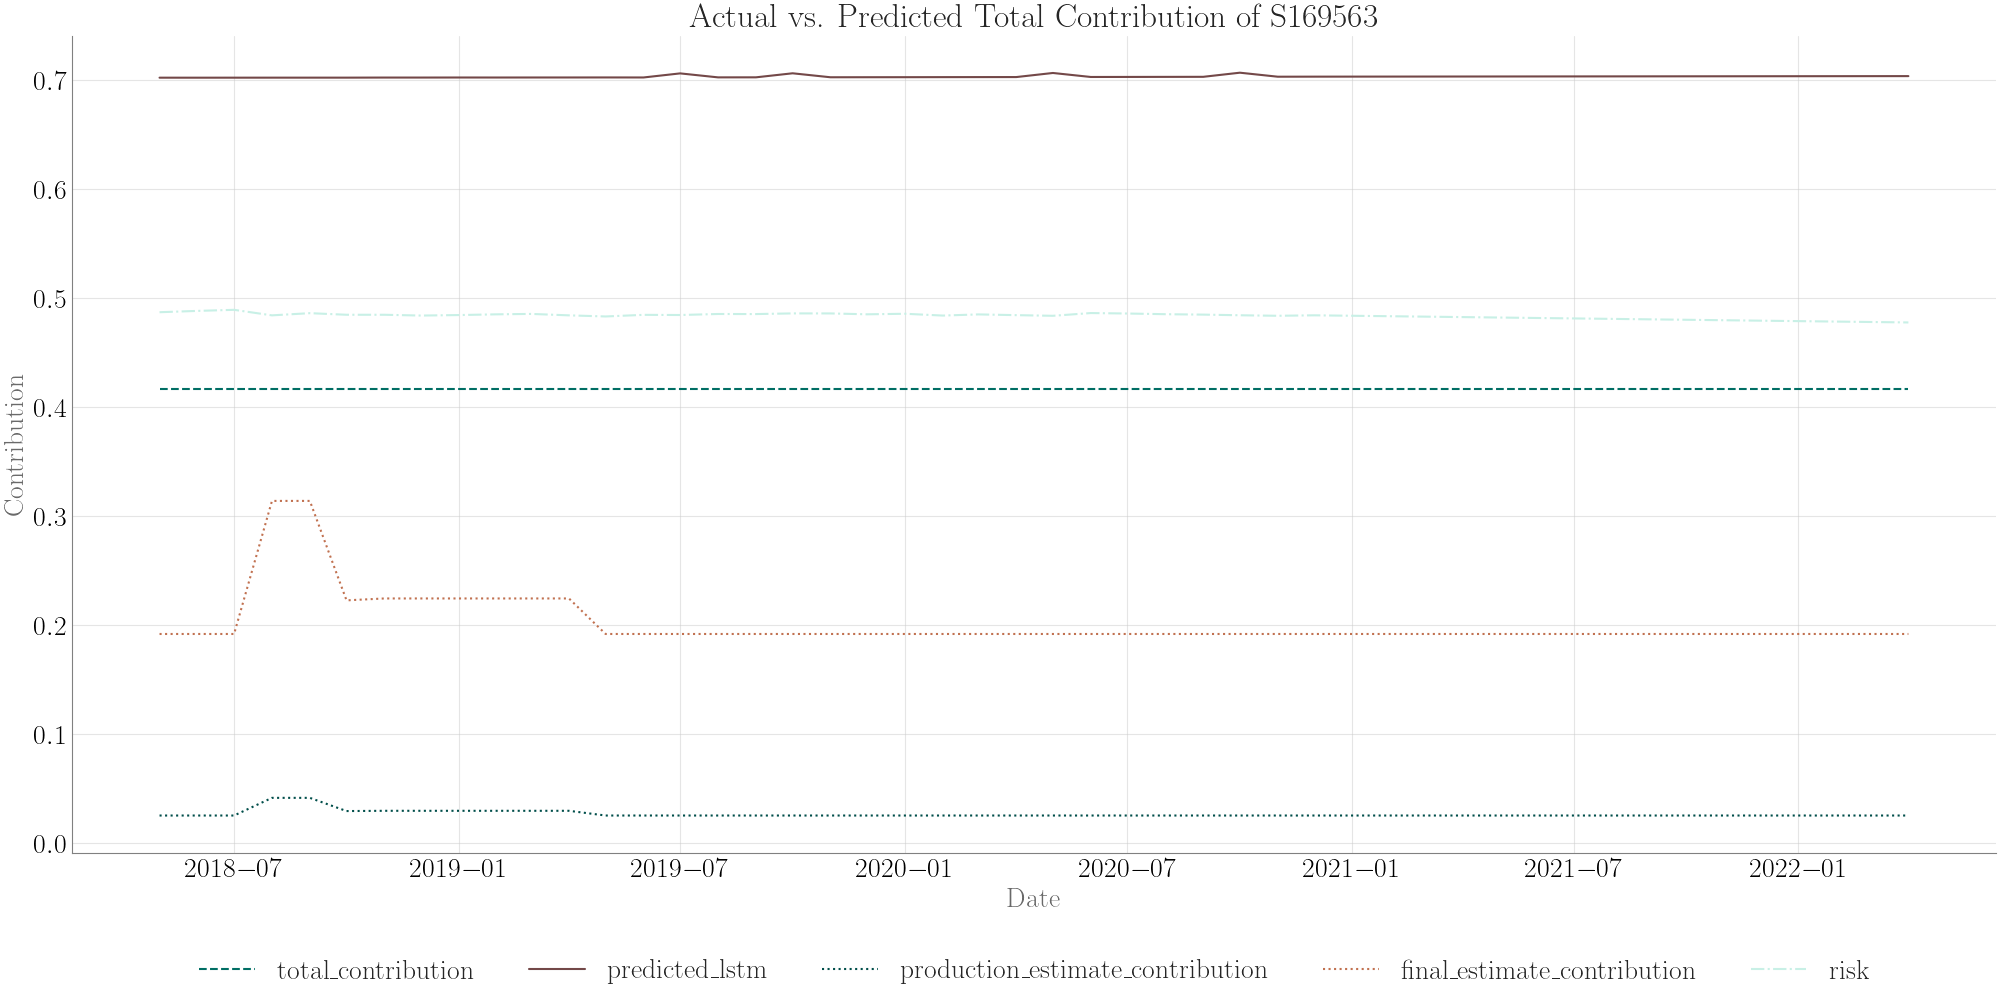 Actual vs. Predicted Total Contribution of S169563
Contribution
0.7
0.6
0.5
0.4
0.3
0.2
0.1
0.0
2018−07 2019−01 2019−07 2020−01 2020−07 2021−01 2021−07 2022−01
Date
total_contribution predicted_lstm production_estimate_contribution final_estimate_contribution risk